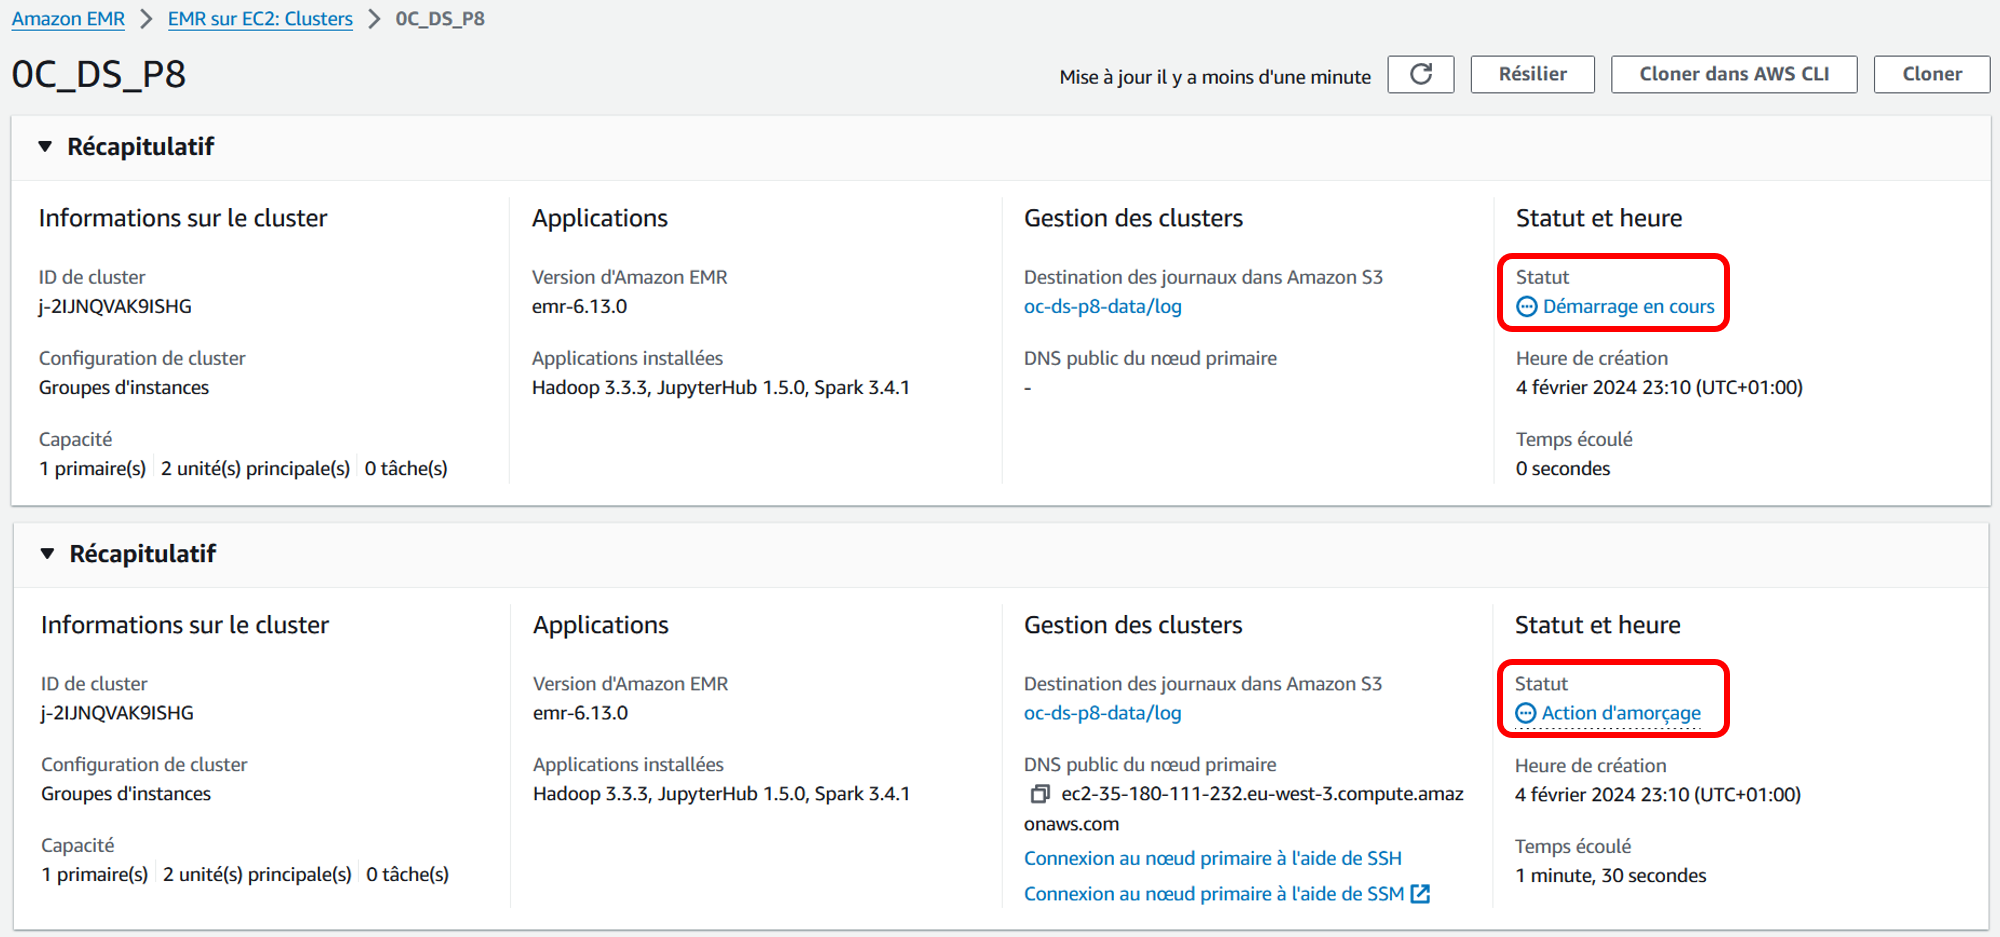 Amazon EMR > EMR sur EC2: Clusters > 0C_DS_P8
0C_DS_P8
Mise à jour il y a moins d'une minute
Résilier
Cloner dans AWS CLI
Cloner
Récapitulatif
Informations sur le cluster
ID de cluster
j-2IJNQVAK9ISHG
Configuration de cluster
Groupes d'instances
Capacité
1 primaire(s) 2 unité(s) principale(s) 0 tâche(s)
Applications
Version d'Amazon EMR
emr-6.13.0
Applications installées
Hadoop 3.3.3, JupyterHub 1.5.0, Spark 3.4.1
Gestion des clusters
Destination des journaux dans Amazon S3
oc-ds-p8-data/log
DNS public du nœud primaire
-
Statut et heure
Statut
Démarrage en cours
Heure de création
4 février 2024 23:10 (UTC+01:00)
Temps écoulé
0 secondes
Récapitulatif
Informations sur le cluster
ID de cluster
j-2IJNQVAK9ISHG
Configuration de cluster
Groupes d'instances
Capacité
1 primaire(s) 2 unité(s) principale(s) 0 tâche(s)
Applications
Version d'Amazon EMR
emr-6.13.0
Applications installées
Hadoop 3.3.3, JupyterHub 1.5.0, Spark 3.4.1
Gestion des clusters
Destination des journaux dans Amazon S3
oc-ds-p8-data/log
DNS public du nœud primaire
ec2-35-180-111-232.eu-west-3.compute.amaz
onaws.com
Connexion au nœud primaire à l'aide de SSH
Connexion au nœud primaire à l'aide de SSM
Statut et heure
Statut
Action d'amorçage
Heure de création
4 février 2024 23:10 (UTC+01:00)
Temps écoulé
1 minute, 30 secondes